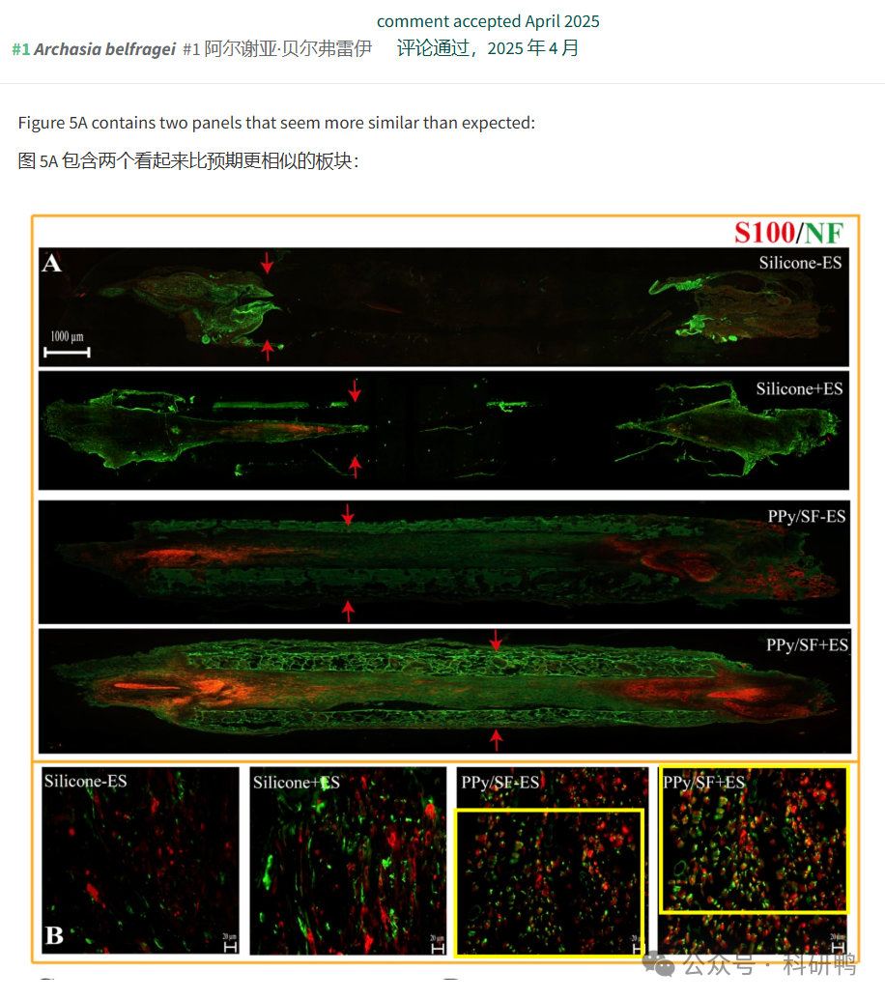 comment accepted April 2025
#1 Archasia belfragei #1 阿尔谢亚·贝尔弗雷伊 评论通过，2025 年 4 月
Figure 5A contains two panels that seem more similar than expected:
图 5A 包含两个看起来比预期更相似的板块：
S100/NF
A
Silicone-ES
1000 μm
Silicone+ES
PPy/SF-ES
PPy/SF+ES
Silicone-ES
Silicone+ES
PPy/SF-ES
PPy/SF+ES
B
20 μm
20 μm
20 μm
20 μm
公众号 · 科研鸭